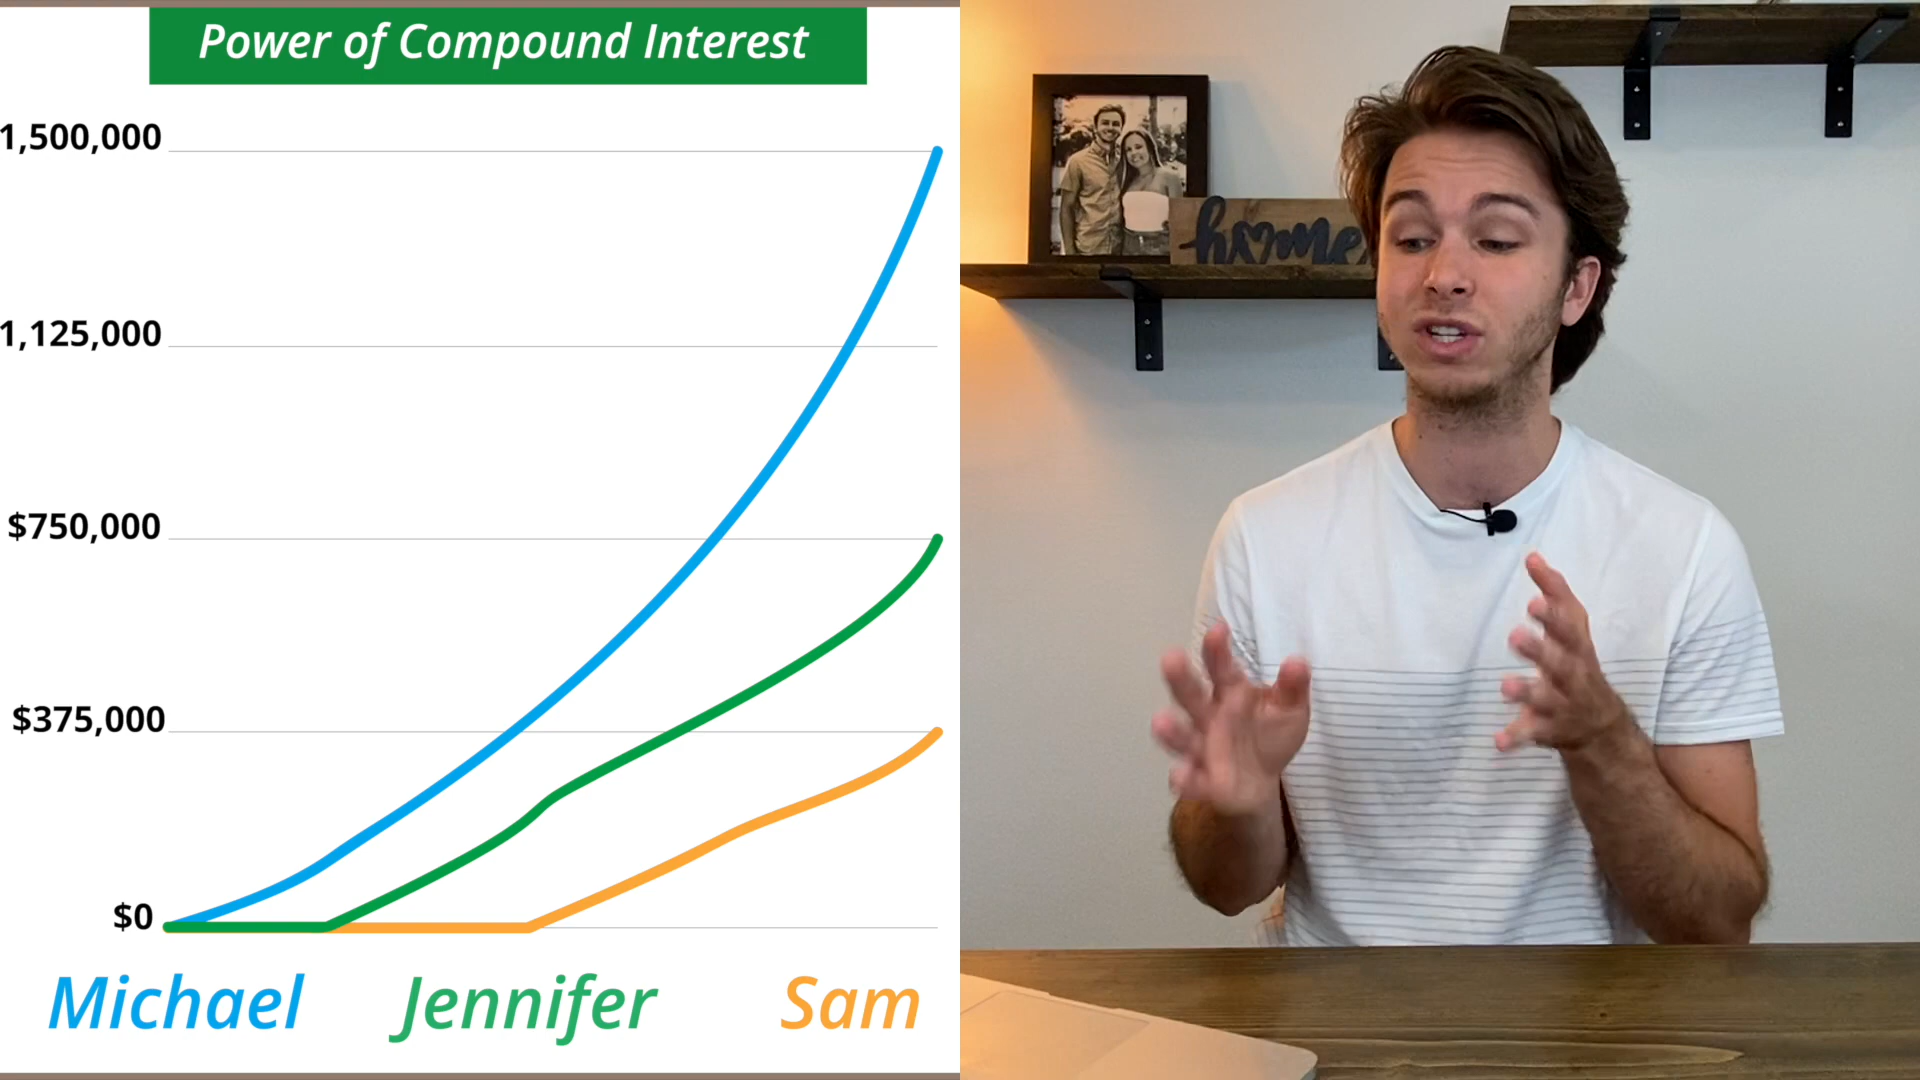 Power of Compound Interest
1,500,000
1,125,000
$750,000
$375,000
$0
Michael Jennifer Sam
home